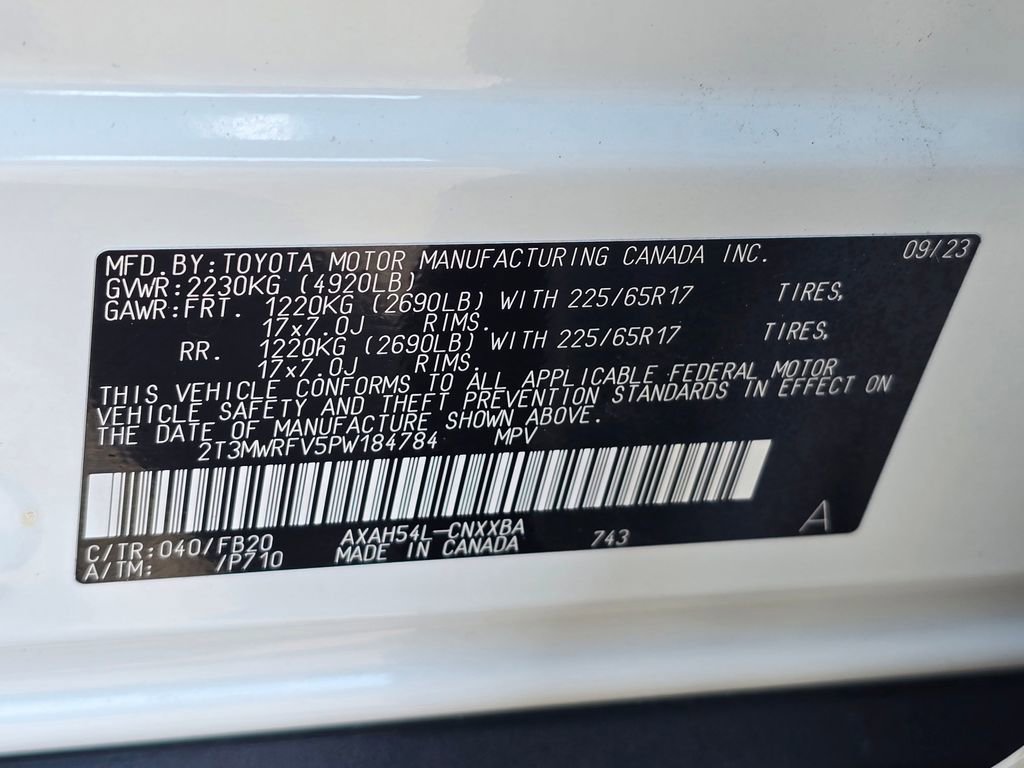 MFD.BY:TOYOTA MOTOR MANUFACTURING CANADA INC. 09/23
GVWR:2230KG (4920LB)
GAWR:FRT. 1220KG (2690LB) WITH 225/65R17 TIRES,
17x7.0J RIMS.
RR. 1220KG (2690LB) WITH 225/65R17 TIRES,
17x7.0J RIMS.
THIS VEHICLE CONFORMS TO ALL APPLICABLE FEDERAL MOTOR
VEHICLE SAFETY AND THEFT PREVENTION STANDARDS IN EFFECT ON
THE DATE OF MANUFACTURE SHOWN ABOVE.
2T3MWRFV5PW184784 MPV
C/TR:040/FB20 AXAH54L-CNXXBA 743 A
A/TM: /P710 MADE IN CANADA